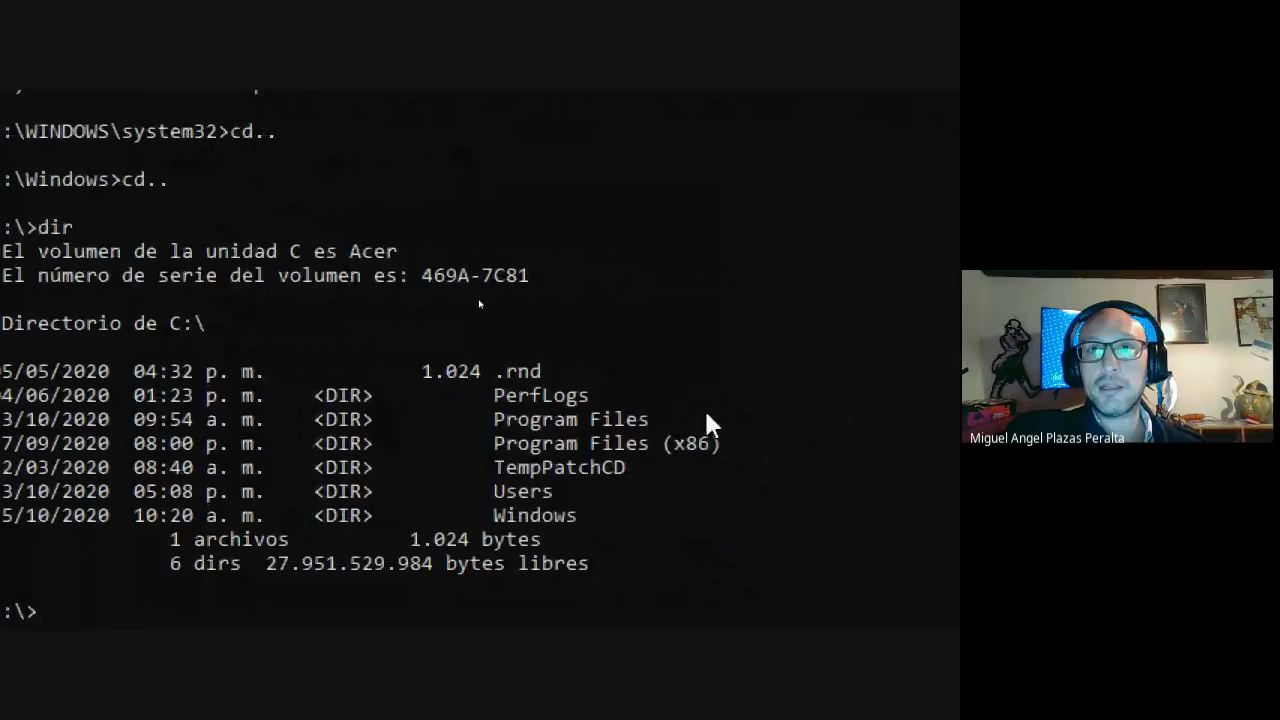 :\WINDOWS\system32>cd..
:\Windows>cd..
:\>dir
El volumen de la unidad C es Acer
El número de serie del volumen es: 469A-7C81
Directorio de C:\
5/05/2020 04:32 p. m. 1.024 .rnd
4/06/2020 01:23 p. m. <DIR> PerfLogs
3/10/2020 09:54 a. m. <DIR> Program Files
7/09/2020 08:00 p. m. <DIR> Program Files (x86)
2/03/2020 08:40 a. m. <DIR> TempPatchCD
3/10/2020 05:08 p. m. <DIR> Users
5/10/2020 10:20 a. m. <DIR> Windows
1 archivos 1.024 bytes
6 dirs 27.951.529.984 bytes libres
:\>
Miguel Angel Plazas Peralta